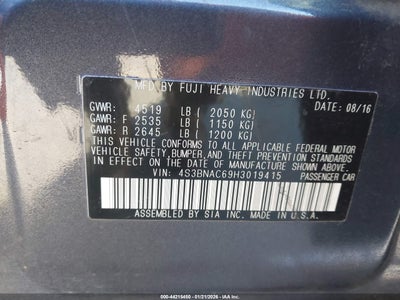 MFD BY FUJI HEAVY INDUSTRIES LTD.
DATE: 08/16
GVWR: 4519 LB ( 2050 KG)
GAWR: F 2535 LB ( 1150 KG)
GAWR: R 2645 LB ( 1200 KG)
THIS VEHICLE CONFORMS TO ALL APPLICABLE FEDERAL MOTOR
VEHICLE SAFETY, BUMPER, AND THEFT PREVENTION STANDARDS
IN EFFECT ON THE DATE OF MANUFACTURE SHOWN ABOVE.
VIN: 4S3BNAC69H3019415
PASSENGER CAR
ASSEMBLED BY SIA INC. MADE IN U.S.A.
000-44215450 - 01/21/2026 - IAAI.COM